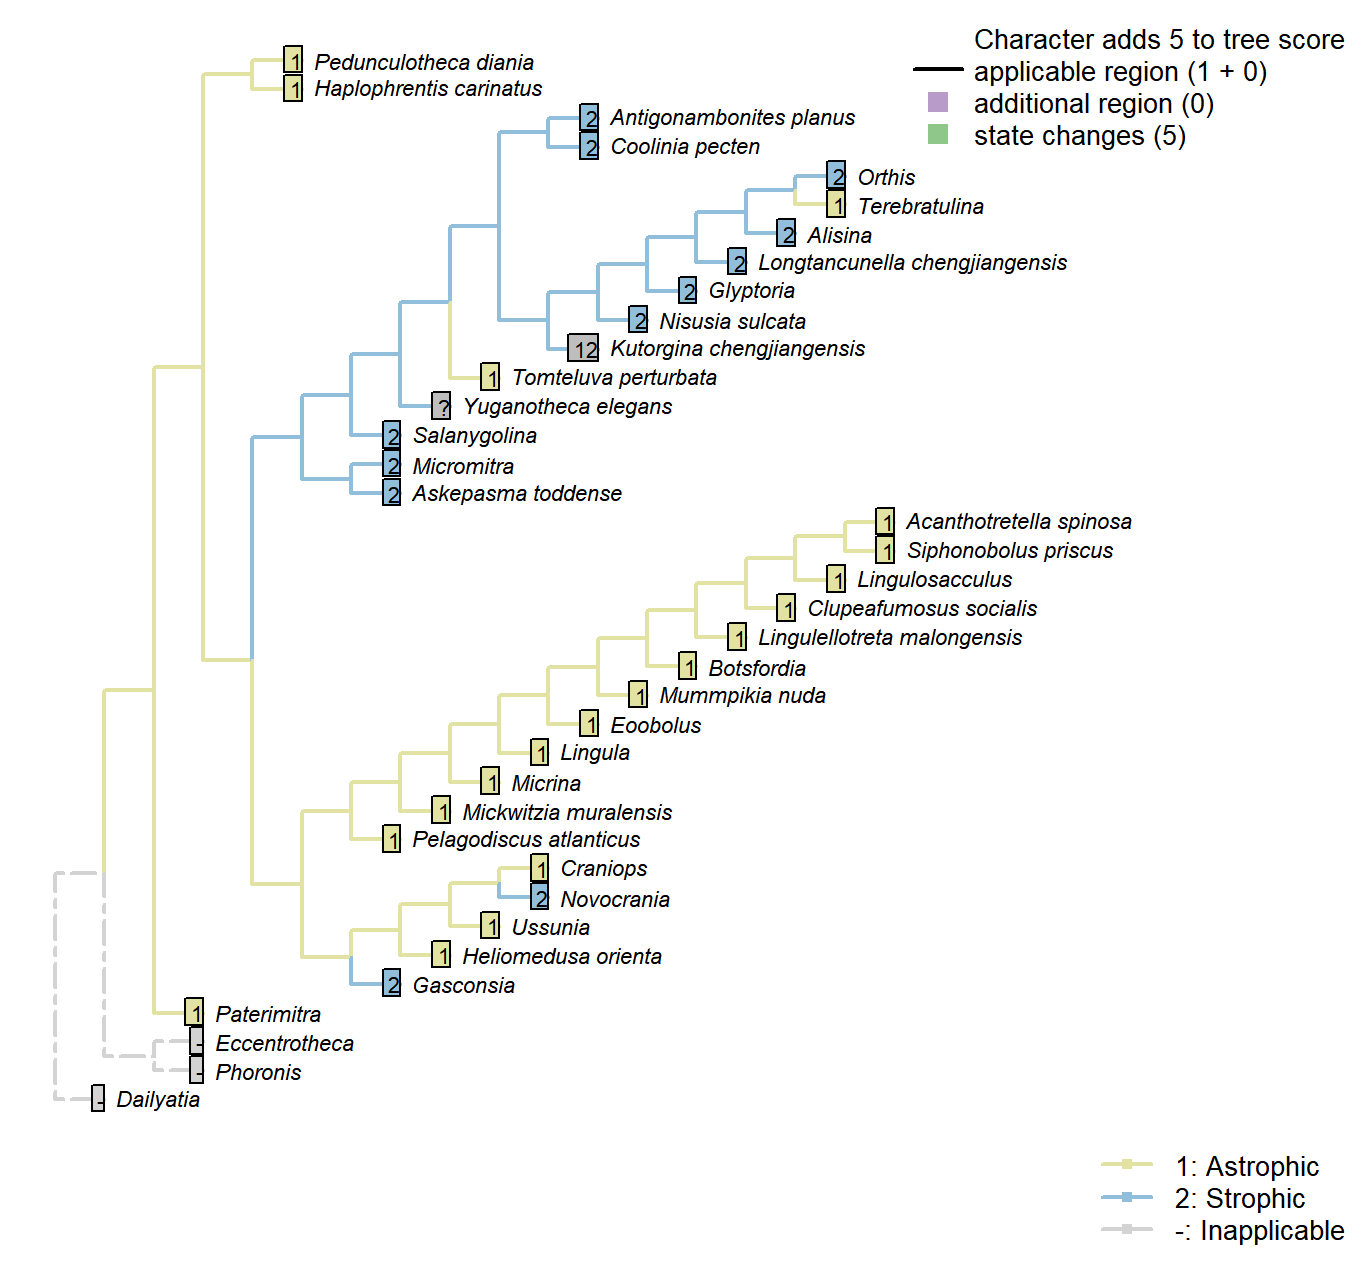 Character adds 5 to tree score
applicable region (1 + 0)
additional region (0)
state changes (5)
1 Pedunculotheca diania
1 Haplophrentis carinatus
2 Antigonambonites planus
2 Coolinia pecten
2 Orthis
1 Terebratulina
2 Alisina
2 Longtancunella chengjiangensis
2 Glyptoria
2 Nisusia sulcata
12 Kutorgina chengjiangensis
1 Tomteluva perturbata
? Yuganotheca elegans
2 Salanygolina
2 Micromitra
2 Askepasma toddense
1 Acanthotretella spinosa
1 Siphonobolus priscus
1 Lingulosacculus
1 Clupeafumosus socialis
1 Lingulellotreta malongensis
1 Botsfordia
1 Mummpikia nuda
1 Eoobolus
1 Lingula
1 Micrina
1 Mickwitzia muralensis
1 Pelagodiscus atlanticus
1 Craniops
2 Novocrania
1 Ussunia
1 Heliomedusa orienta
2 Gasconsia
1 Paterimitra
- Eccentrotheca
- Phoronis
- Dailyatia
1: Astrophic
2: Strophic
-: Inapplicable